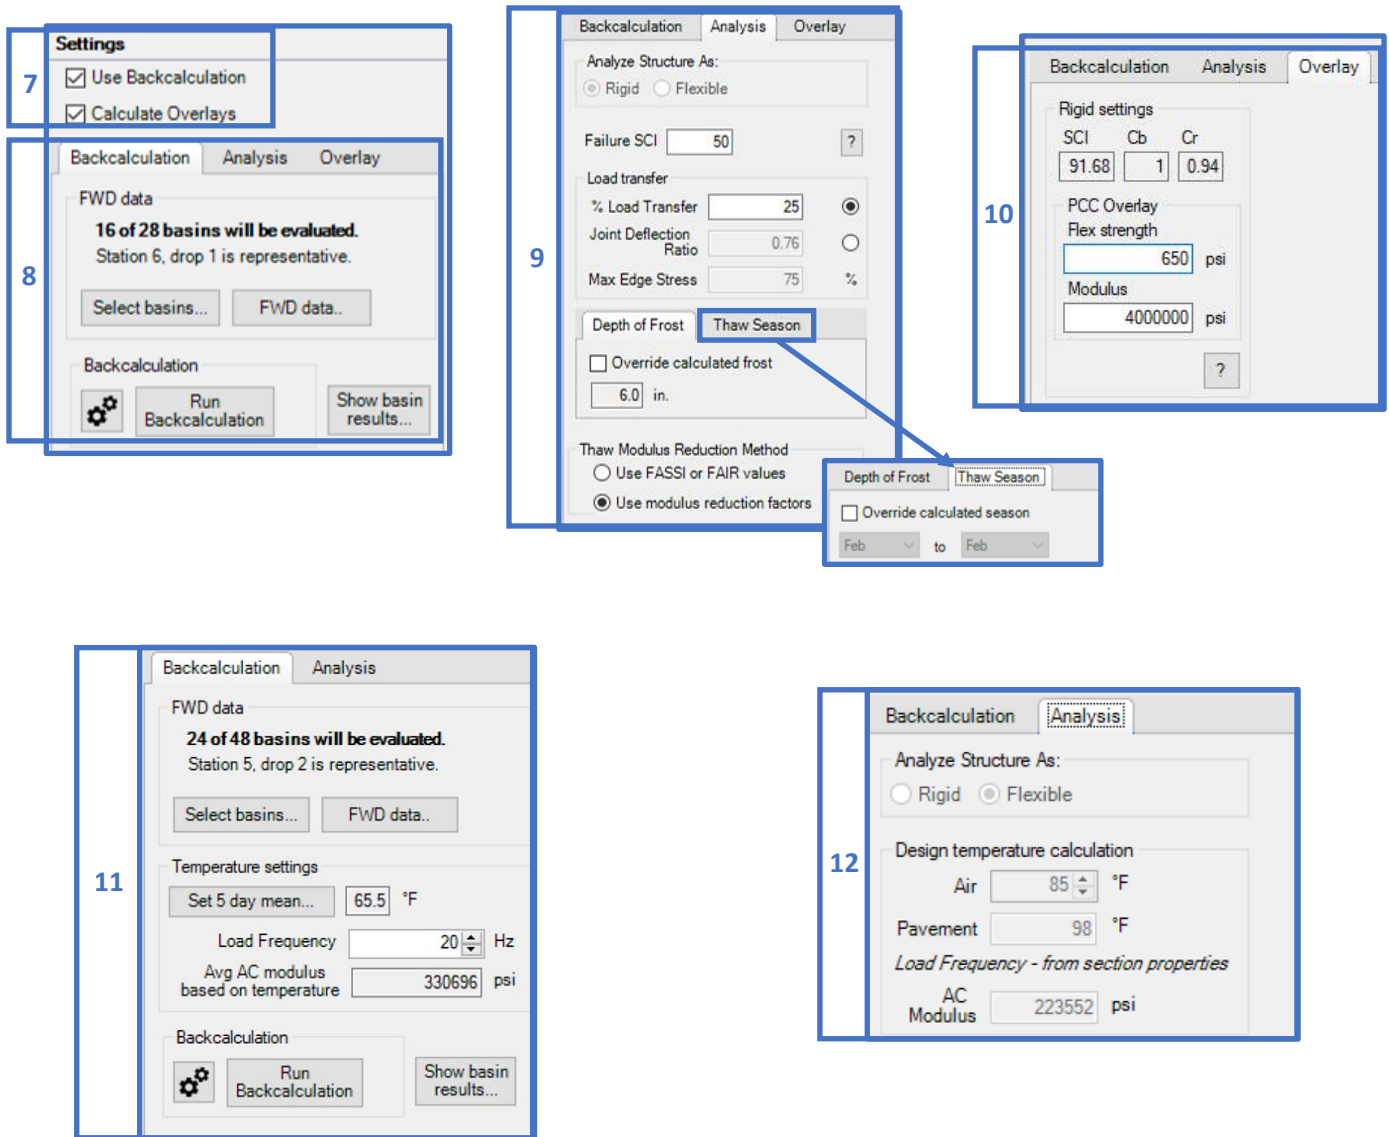 7
Settings
Use Backcalculation
Calculate Overlays
8
Backcalculation Analysis Overlay
FWD data
16 of 28 basins will be evaluated.
Station 6, drop 1 is representative.
Select basins... FWD data..
Backcalculation
Run
Backcalculation
Show basin
results...
9
Backcalculation Analysis Overlay
Analyze Structure As:
Rigid Flexible
Failure SCI 50 ?
Load transfer
% Load Transfer 25
Joint Deflection
Ratio 0.76
Max Edge Stress 75 %
Depth of Frost Thaw Season
Override calculated frost
6.0 in.
Thaw Modulus Reduction Method
Use FASSI or FAIR values
Use modulus reduction factors
Depth of Frost Thaw Season
Override calculated season
Feb to Feb
10
Backcalculation Analysis Overlay
Rigid settings
SCI Cb Cr
91.68 1 0.94
PCC Overlay
Flex strength
650 psi
Modulus
4000000 psi
?
11
Backcalculation Analysis
FWD data
24 of 48 basins will be evaluated.
Station 5, drop 2 is representative.
Select basins... FWD data..
Temperature settings
Set 5 day mean... 65.5 °F
Load Frequency 20 Hz
Avg AC modulus
based on temperature 330696 psi
Backcalculation
Run
Backcalculation
Show basin
results...
12
Backcalculation Analysis
Analyze Structure As:
Rigid Flexible
Design temperature calculation
Air 85 °F
Pavement 98 °F
Load Frequency - from section properties
AC
Modulus 223552 psi